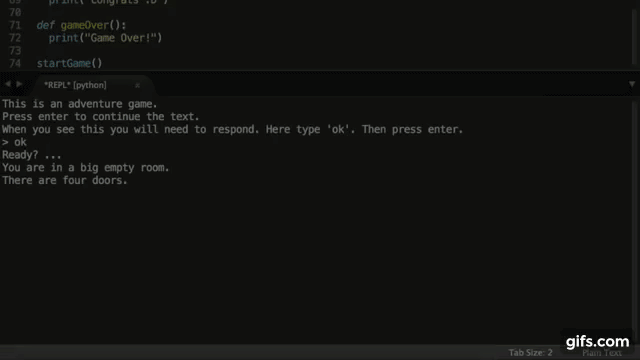 69 print("Congrats :D")
70
71 def gameOver():
72 print("Game Over!")
73
74 startGame()
*REPL* [python]
This is an adventure game.
Press enter to continue the text.
When you see this you will need to respond. Here type 'ok'. Then press enter.
> ok
Ready? ...
You are in a big empty room.
There are four doors.
gifs.com
Tab Size: 2 Plain Text